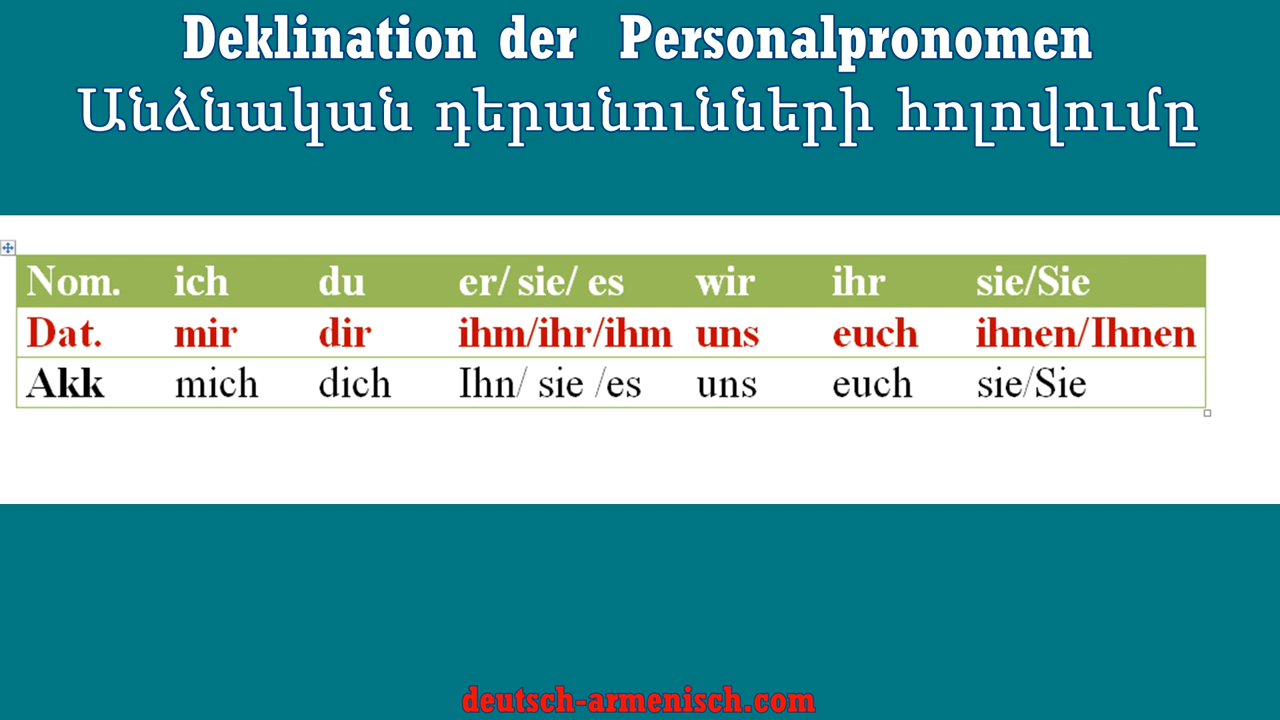 Deklination der Personalpronomen
Անձնական դերանունների հոլովումը
Nom. ich du er/ sie/ es wir ihr sie/Sie
Dat. mir dir ihm/ihr/ihm uns euch ihnen/Ihnen
Akk mich dich Ihn/ sie /es uns euch sie/Sie
deutsch-armenisch.com